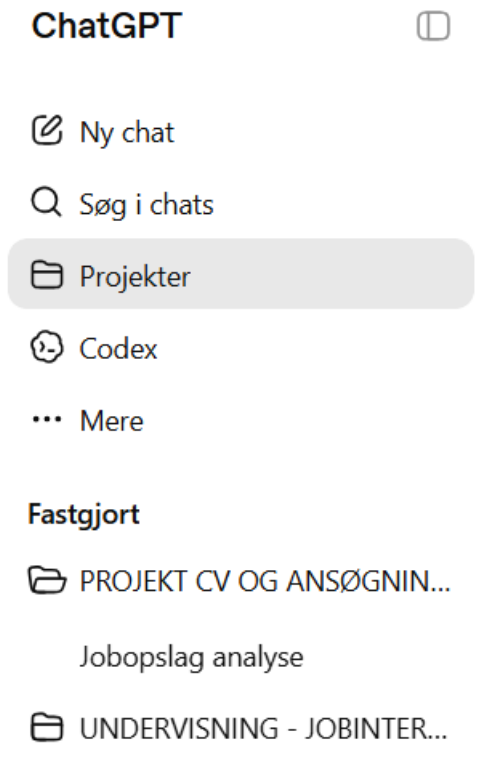 ChatGPT
Ny chat
Søg i chats
Projekter
Codex
Mere
Fastgjort
PROJEKT CV OG ANSØGNIN...
Jobopslag analyse
UNDERVISNING - JOBINTER...